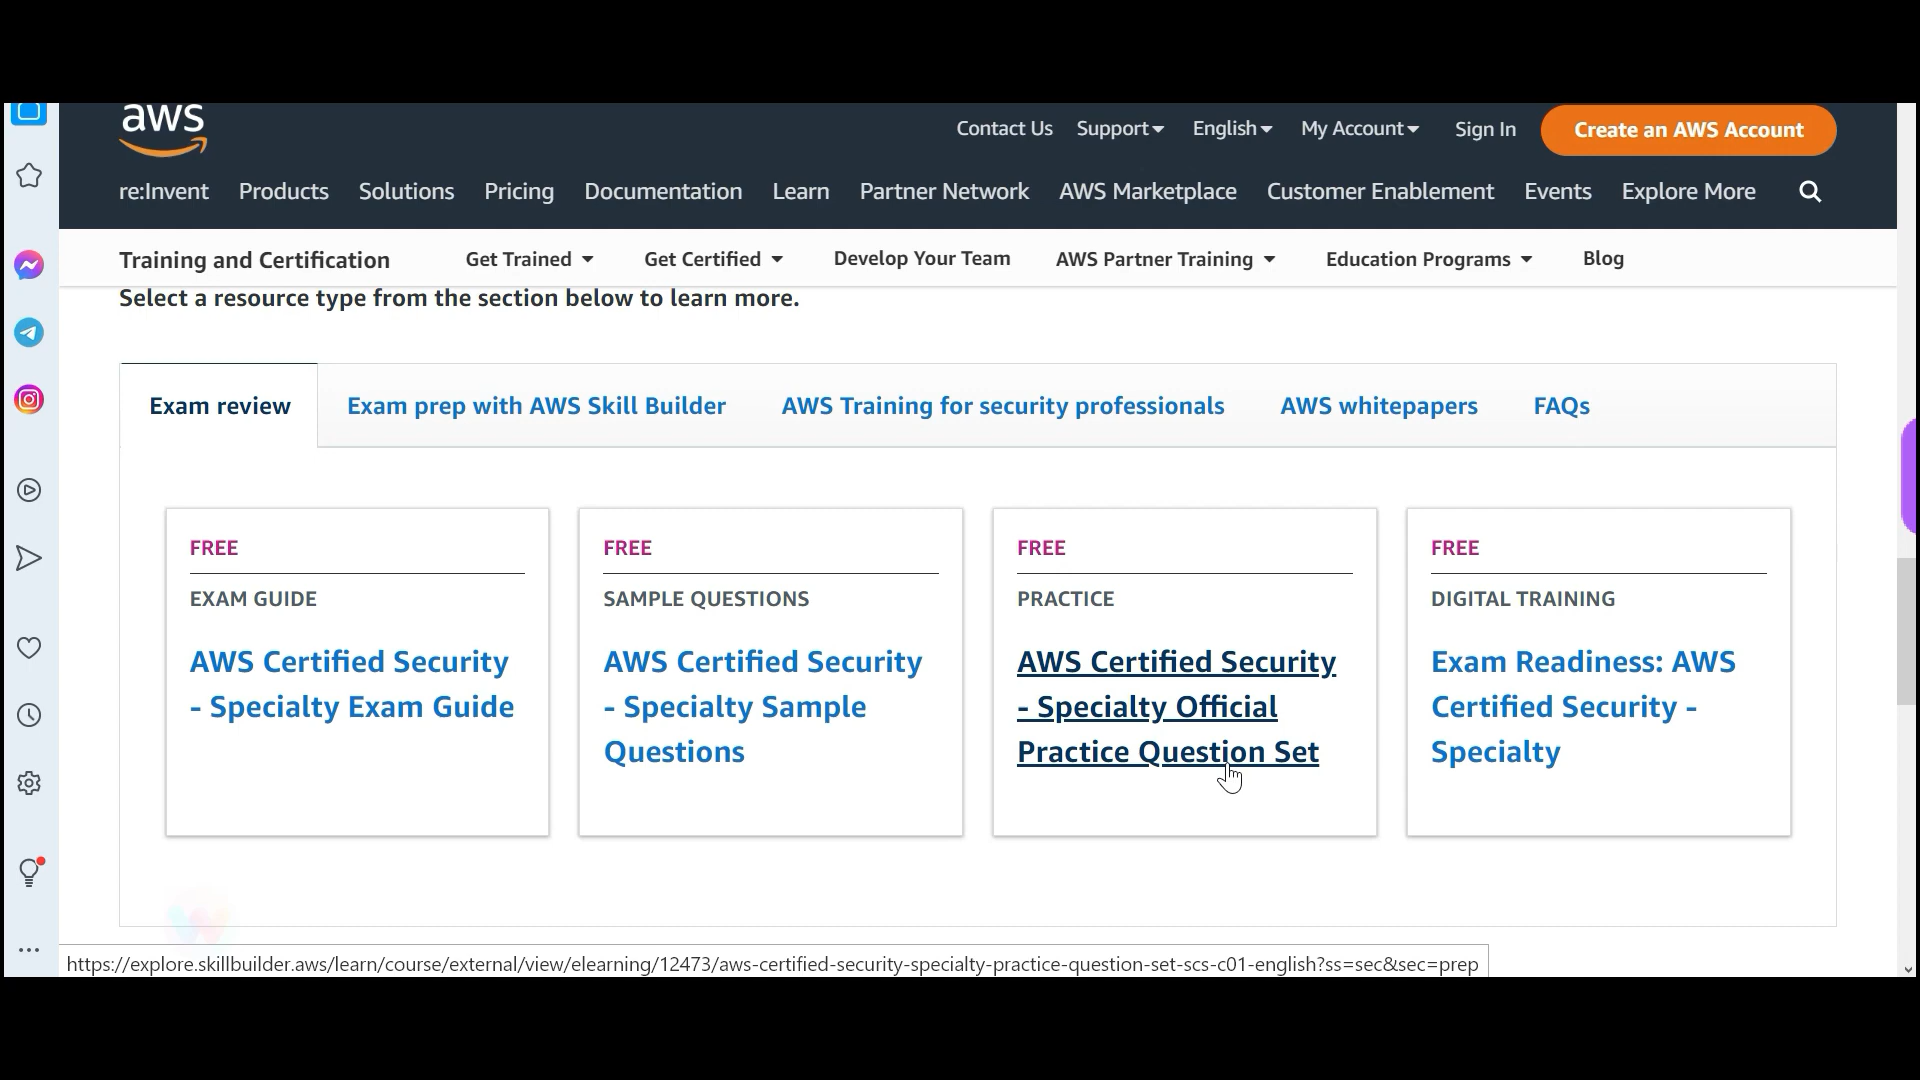 aws
Contact Us Support English My Account Sign In Create an AWS Account
re:Invent Products Solutions Pricing Documentation Learn Partner Network AWS Marketplace Customer Enablement Events Explore More
Training and Certification Get Trained Get Certified Develop Your Team AWS Partner Training Education Programs Blog
Select a resource type from the section below to learn more.
Exam review Exam prep with AWS Skill Builder AWS Training for security professionals AWS whitepapers FAQs
FREE
EXAM GUIDE
AWS Certified Security
- Specialty Exam Guide
FREE
SAMPLE QUESTIONS
AWS Certified Security
- Specialty Sample
Questions
FREE
PRACTICE
AWS Certified Security
- Specialty Official
Practice Question Set
FREE
DIGITAL TRAINING
Exam Readiness: AWS
Certified Security -
Specialty
https://explore.skillbuilder.aws/learn/course/external/view/elearning/12473/aws-certified-security-specialty-practice-question-set-scs-c01-english?ss=sec&sec=prep